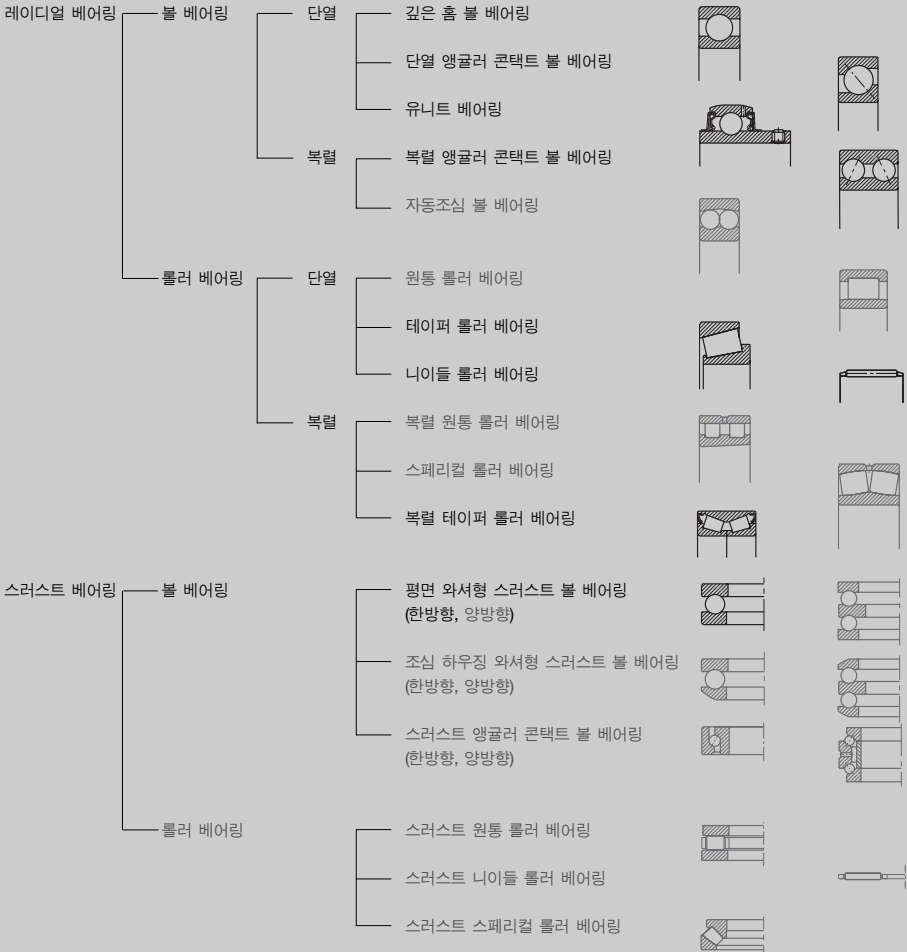 레이디얼 베어링
볼 베어링
단열
깊은 홈 볼 베어링
단열 앵귤러 콘택트 볼 베어링
유니트 베어링
복렬
복렬 앵귤러 콘택트 볼 베어링
자동조심 볼 베어링
롤러 베어링
단열
원통 롤러 베어링
테이퍼 롤러 베어링
니이들 롤러 베어링
복렬
복렬 원통 롤러 베어링
스페리컬 롤러 베어링
복렬 테이퍼 롤러 베어링
스러스트 베어링
볼 베어링
평면 와셔형 스러스트 볼 베어링
(한방향, 양방향)
조심 하우징 와셔형 스러스트 볼 베어링
(한방향, 양방향)
스러스트 앵귤러 콘택트 볼 베어링
(한방향, 양방향)
롤러 베어링
스러스트 원통 롤러 베어링
스러스트 니이들 롤러 베어링
스러스트 스페리컬 롤러 베어링